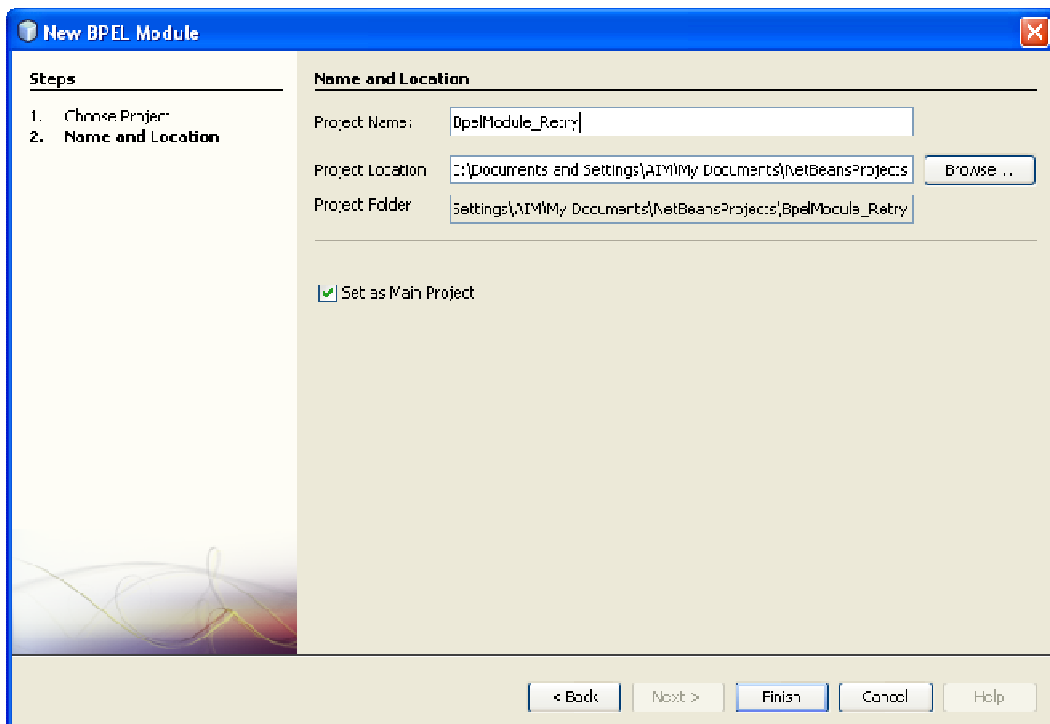 New BPEL Module
Steps
1. Choose Project
2. Name and Location
Name and Location
Project Name:
BpelModule_Retry
Project Location
C:\Documents and Settings\AIM\My Documents\NetBeansProjects
Browse ...
Project Folder
Settings\AIM\My Documents\NetBeansProjects\BpelModule_Retry
Set as Main Project
< Back
Next >
Finish
Cancel
Help